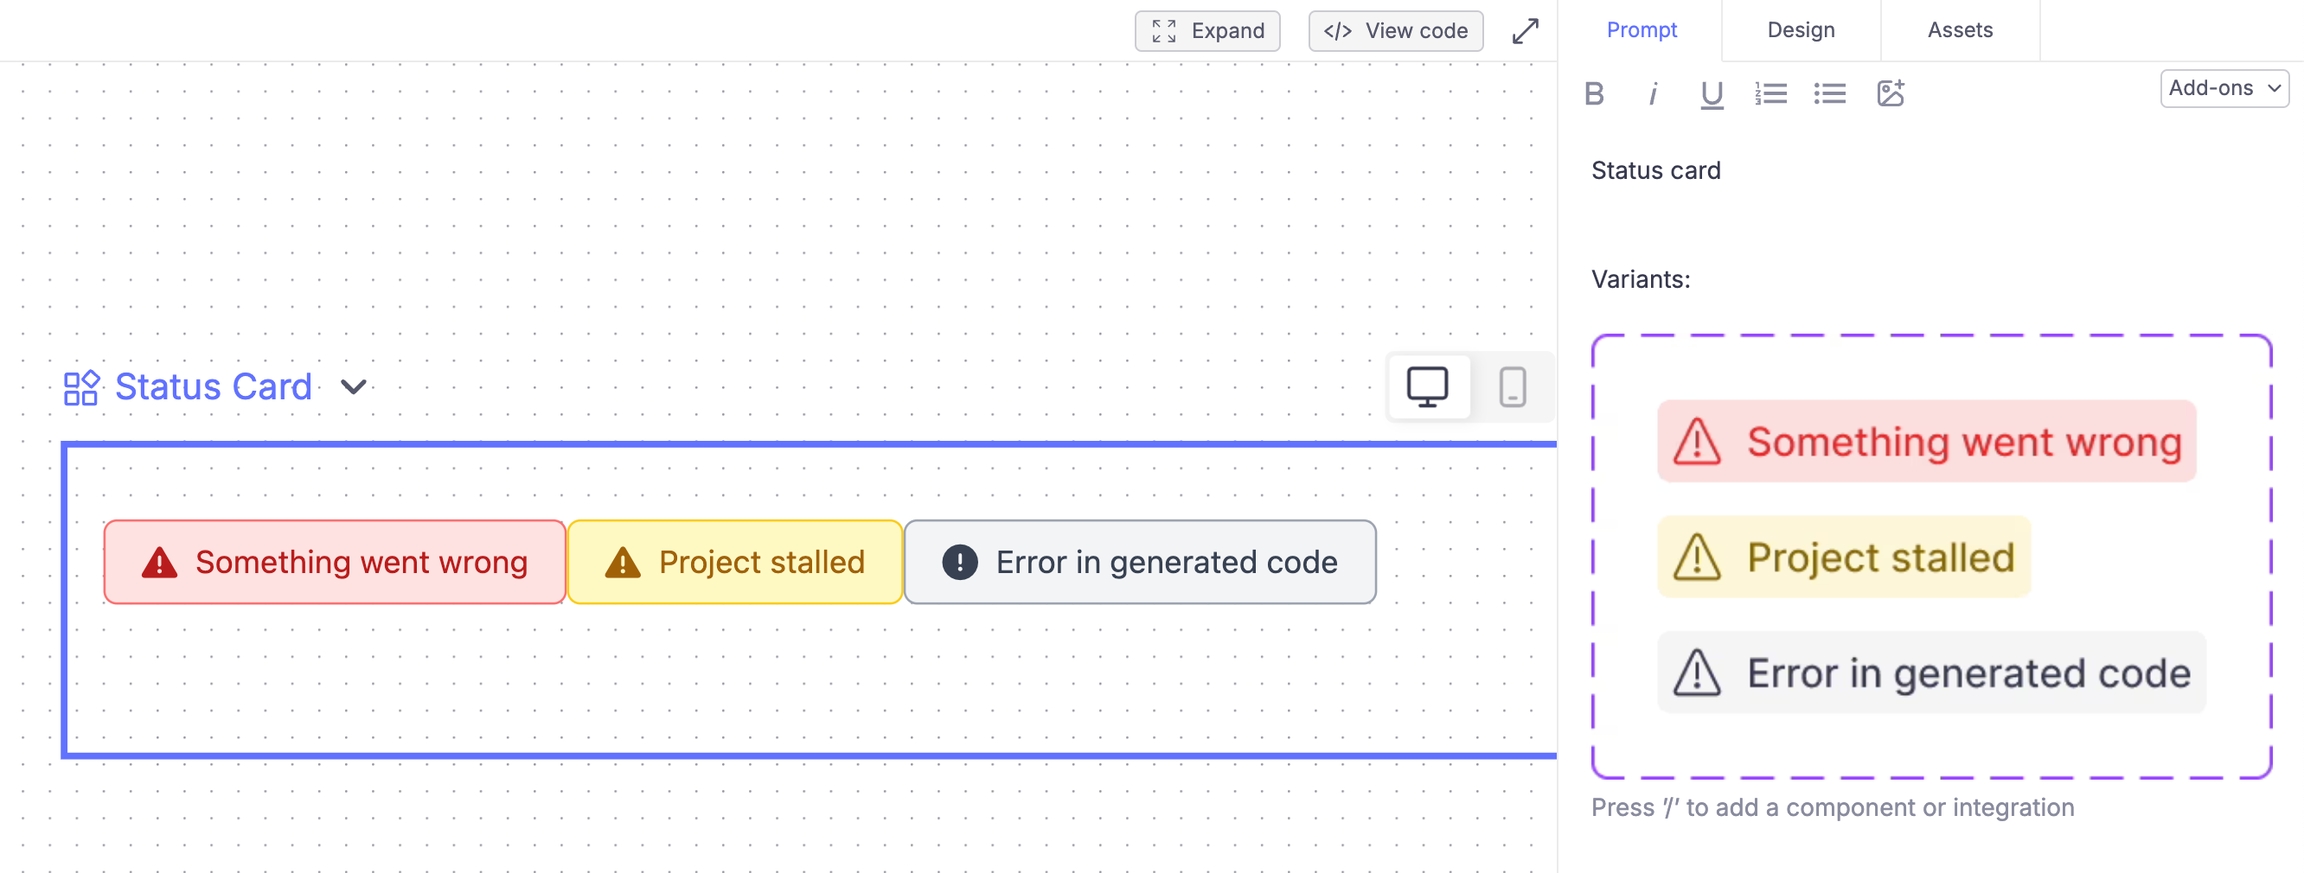 Expand
</> View code
Prompt
Design
Assets
B i U
Add-ons
Status card
Variants:
Status Card
Something went wrong
Project stalled
Error in generated code
Something went wrong
Project stalled
Error in generated code
Press '/' to add a component or integration